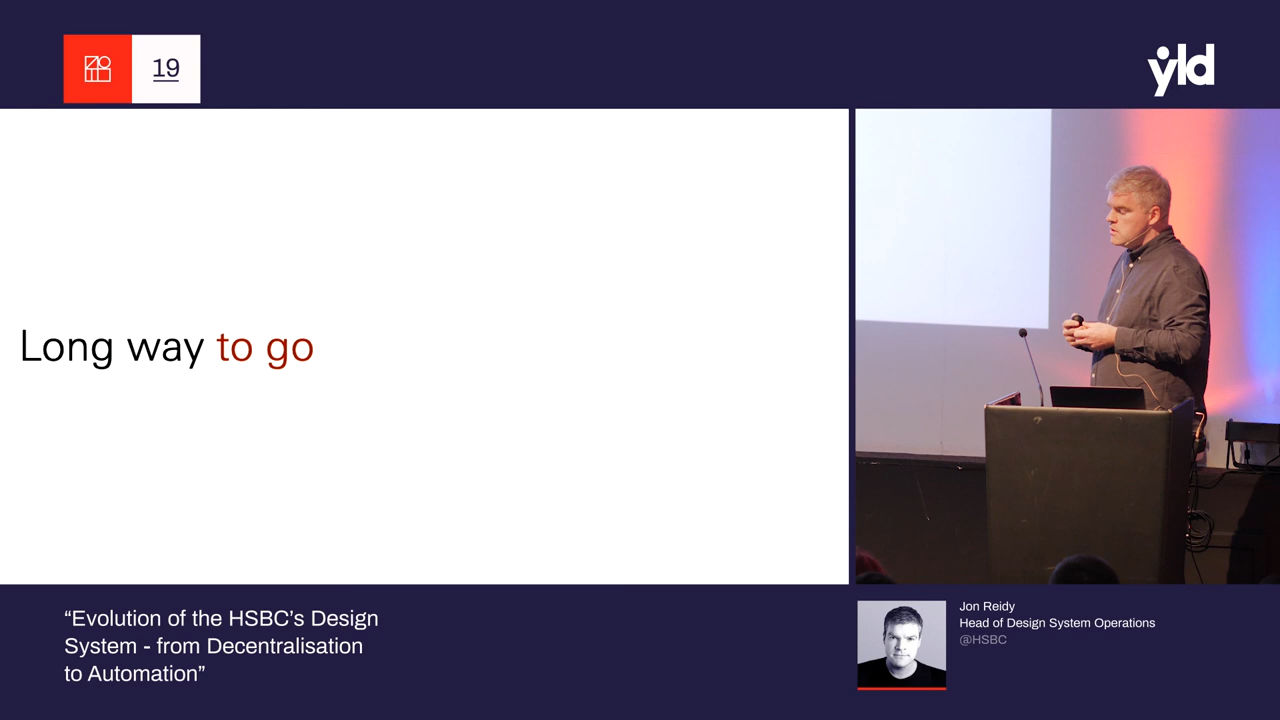 19
yld
Long way to go
“Evolution of the HSBC’s Design
System - from Decentralisation
to Automation”
Jon Reidy
Head of Design System Operations
@HSBC